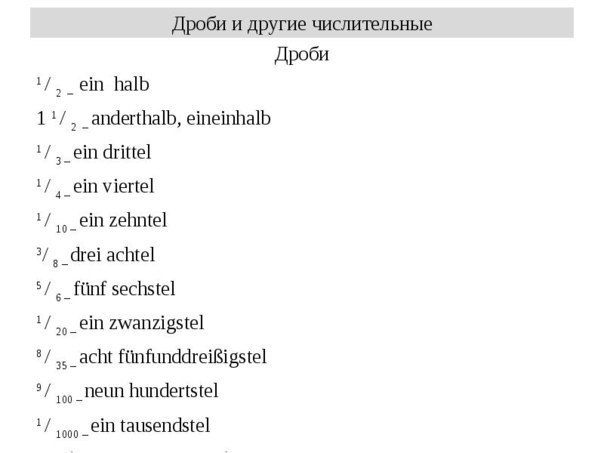 Дроби и другие числительные
Дроби
1/2 – ein halb
1 1/2 – anderthalb, eineinhalb
1/3 – ein drittel
1/4 – ein viertel
1/10 – ein zehntel
3/8 – drei achtel
5/6 – fünf sechstel
1/20 – ein zwanzigstel
8/35 – acht fünfunddreißigstel
9/100 – neun hundertstel
1/1000 – ein tausendstel